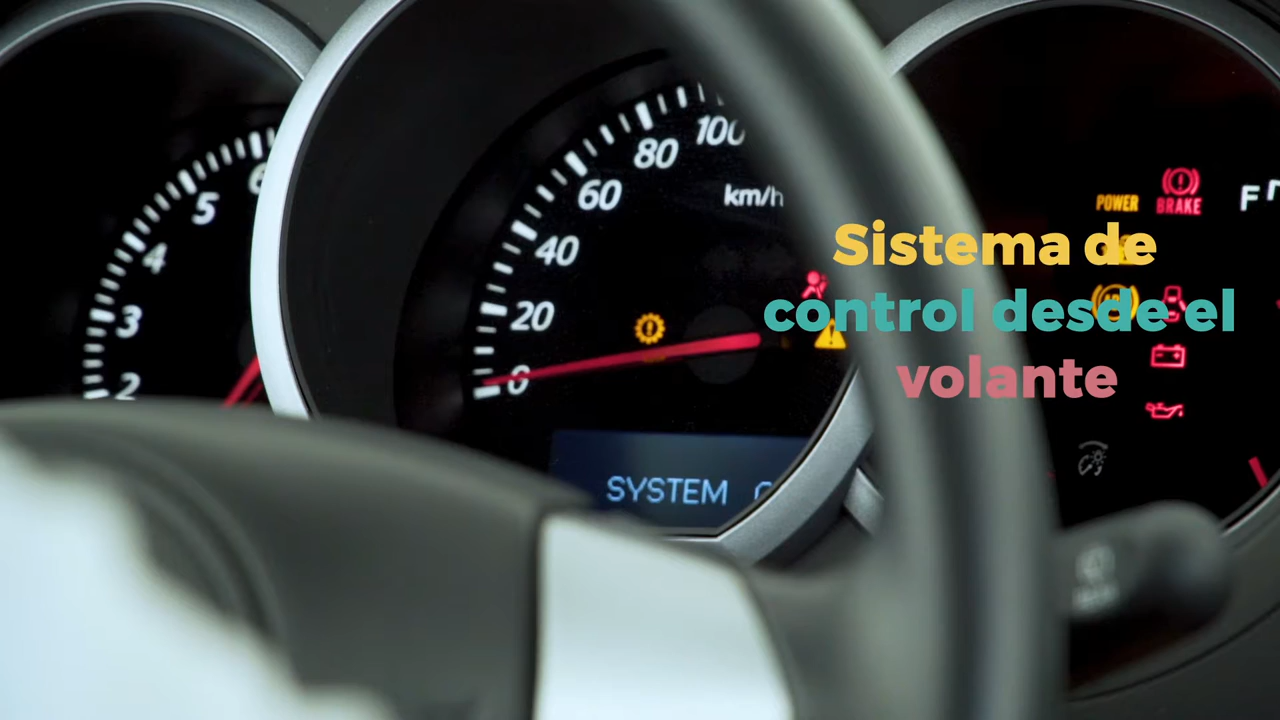 100
80
60
km/h
5
POWER
BRAKE
F
Sistema de
40
4
control desde el
20
3
volante
0
2
SYSTEM